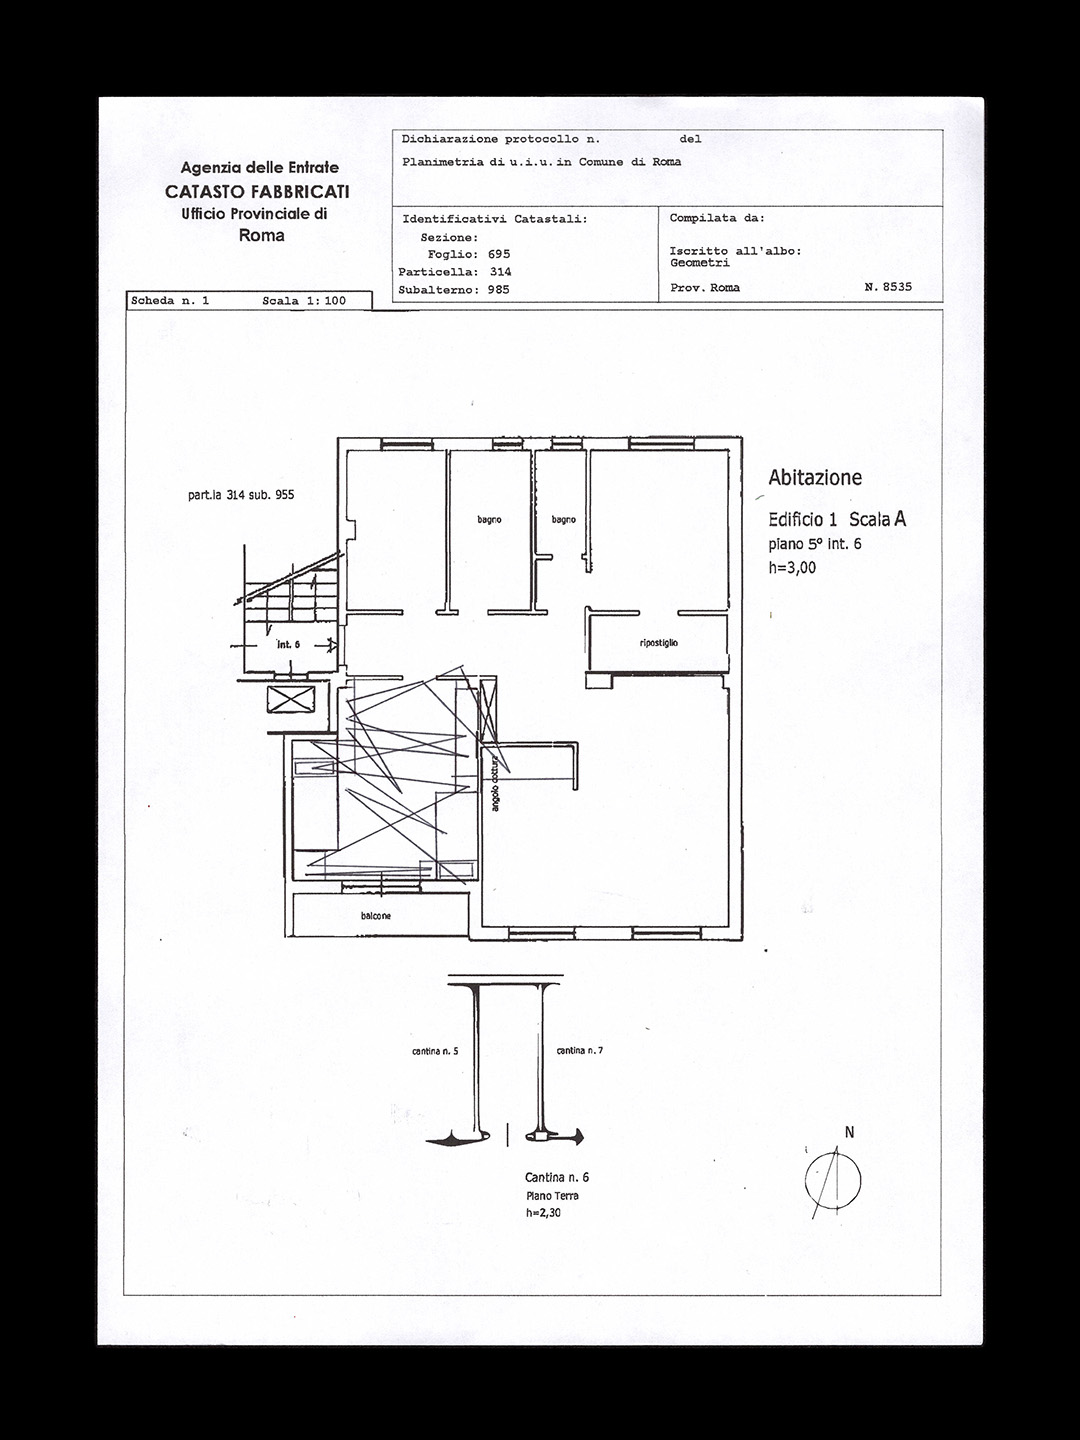 Agenzia delle Entrate
CATASTO FABBRICATI
Ufficio Provinciale di
Roma
Dichiarazione protocollo n. del
Planimetria di u.i.u. in Comune di Roma
Identificativi Catastali:
Sezione:
Foglio: 695
Particella: 314
Subalterno: 985
Compilata da:
Iscritto all'albo:
Geometri
Prov. Roma N. 8535
Scheda n. 1 Scala 1: 100
part.la 314 sub. 955
Abitazione
Edificio 1 Scala A
piano 5° int. 6
h=3,00
bagno
bagno
int. 6
ripostiglio
angolo cottura
balcone
cantina n. 5
cantina n. 7
Cantina n. 6
Piano Terra
h=2,30
N